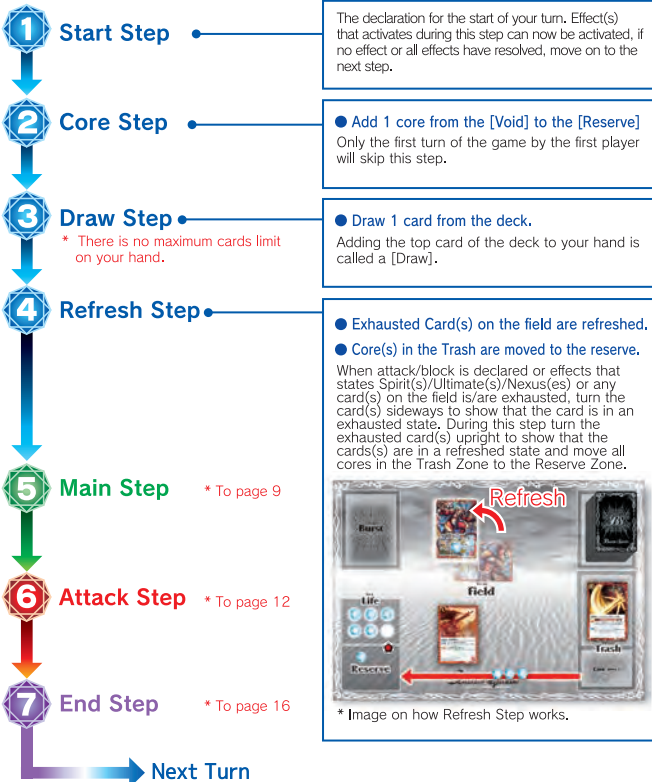 1 Start Step
The declaration for the start of your turn. Effect(s)
that activates during this step can now be activated, if
no effect or all effects have resolved, move on to the
next step.
2 Core Step
● Add 1 core from the [Void] to the [Reserve]
Only the first turn of the game by the first player
will skip this step.
3 Draw Step
* There is no maximum cards limit
on your hand.
● Draw 1 card from the deck.
Adding the top card of the deck to your hand is
called a [Draw].
4 Refresh Step
● Exhausted Card(s) on the field are refreshed.
● Core(s) in the Trash are moved to the reserve.
When attack/block is declared or effects that
states Spirit(s)/Ultimate(s)/Nexus(es) or any
card(s) on the field is/are exhausted, turn the
card(s) sideways to show that the card is in an
exhausted state. During this step turn the
exhausted card(s) upright to show that the
cards(s) are in a refreshed state and move all
cores in the Trash Zone to the Reserve Zone.
Refresh
Burst
Field
Life
Reserve
Trash
* Image on how Refresh Step works.
5 Main Step * To page 9
6 Attack Step * To page 12
7 End Step * To page 16
Next Turn